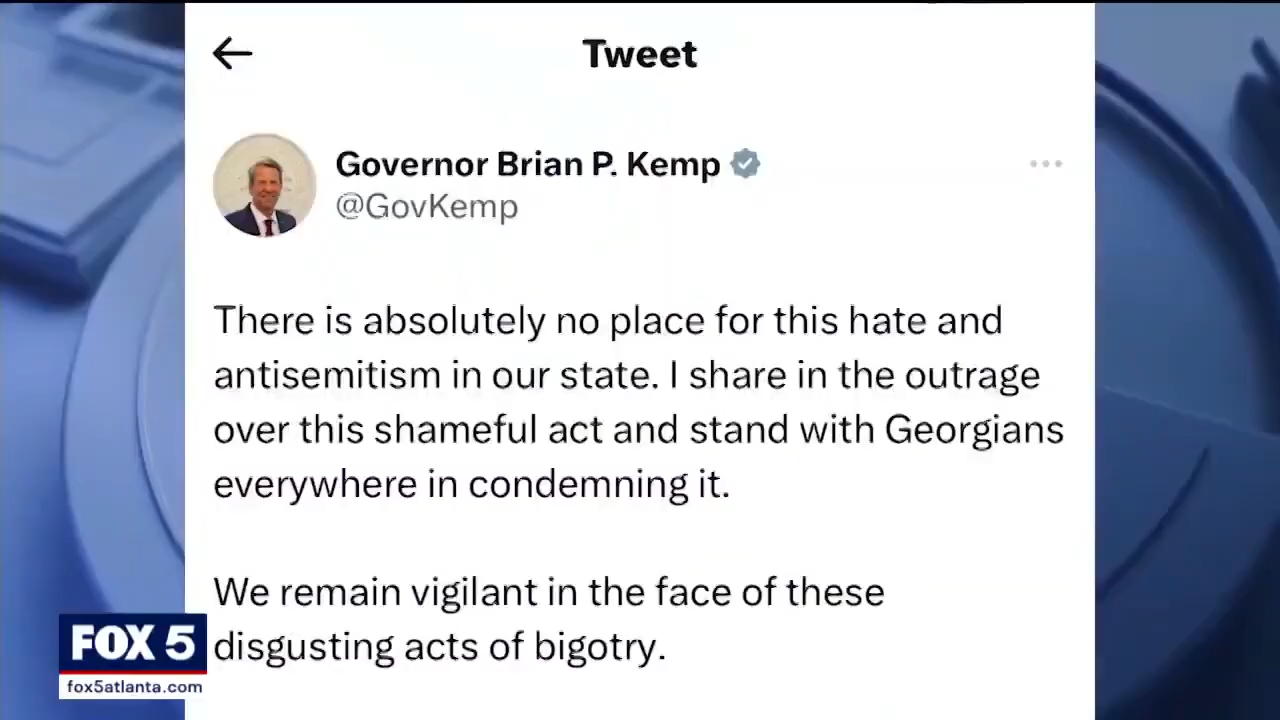 Tweet
Governor Brian P. Kemp
@GovKemp
There is absolutely no place for this hate and
antisemitism in our state. I share in the outrage
over this shameful act and stand with Georgians
everywhere in condemning it.
We remain vigilant in the face of these
disgusting acts of bigotry.
FOX 5
fox5atlanta.com